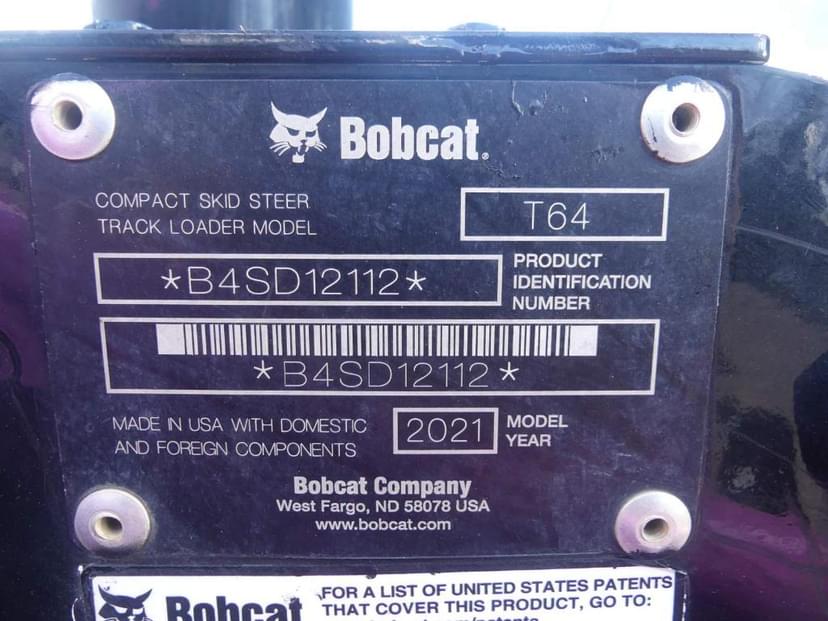 Bobcat.
COMPACT SKID STEER
TRACK LOADER MODEL
T64
*B4SD12112*
PRODUCT
IDENTIFICATION
NUMBER
*B4SD12112*
MADE IN USA WITH DOMESTIC
AND FOREIGN COMPONENTS
2021
MODEL
YEAR
Bobcat Company
West Fargo, ND 58078 USA
www.bobcat.com
Bobcat
FOR A LIST OF UNITED STATES PATENTS
THAT COVER THIS PRODUCT, GO TO: